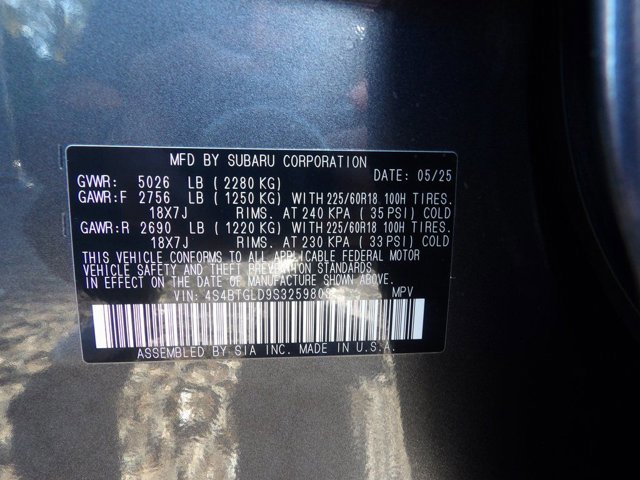 MFD BY SUBARU CORPORATION
DATE: 05/25
GVWR: 5026 LB (2280 KG)
GAWR:F 2756 LB (1250 KG) WITH 225/60R18 100H TIRES.
18X7J RIMS. AT 240 KPA (35 PSI) COLD
GAWR:R 2690 LB (1220 KG) WITH 225/60R18 100H TIRES.
18X7J RIMS. AT 230 KPA (33 PSI) COLD
THIS VEHICLE CONFORMS TO ALL APPLICABLE FEDERAL MOTOR
VEHICLE SAFETY AND THEFT PREVENTION STANDARDS
IN EFFECT ON THE DATE OF MANUFACTURE SHOWN ABOVE.
VIN: MPV
ASSEMBLED BY SIA INC. MADE IN U.S.A.